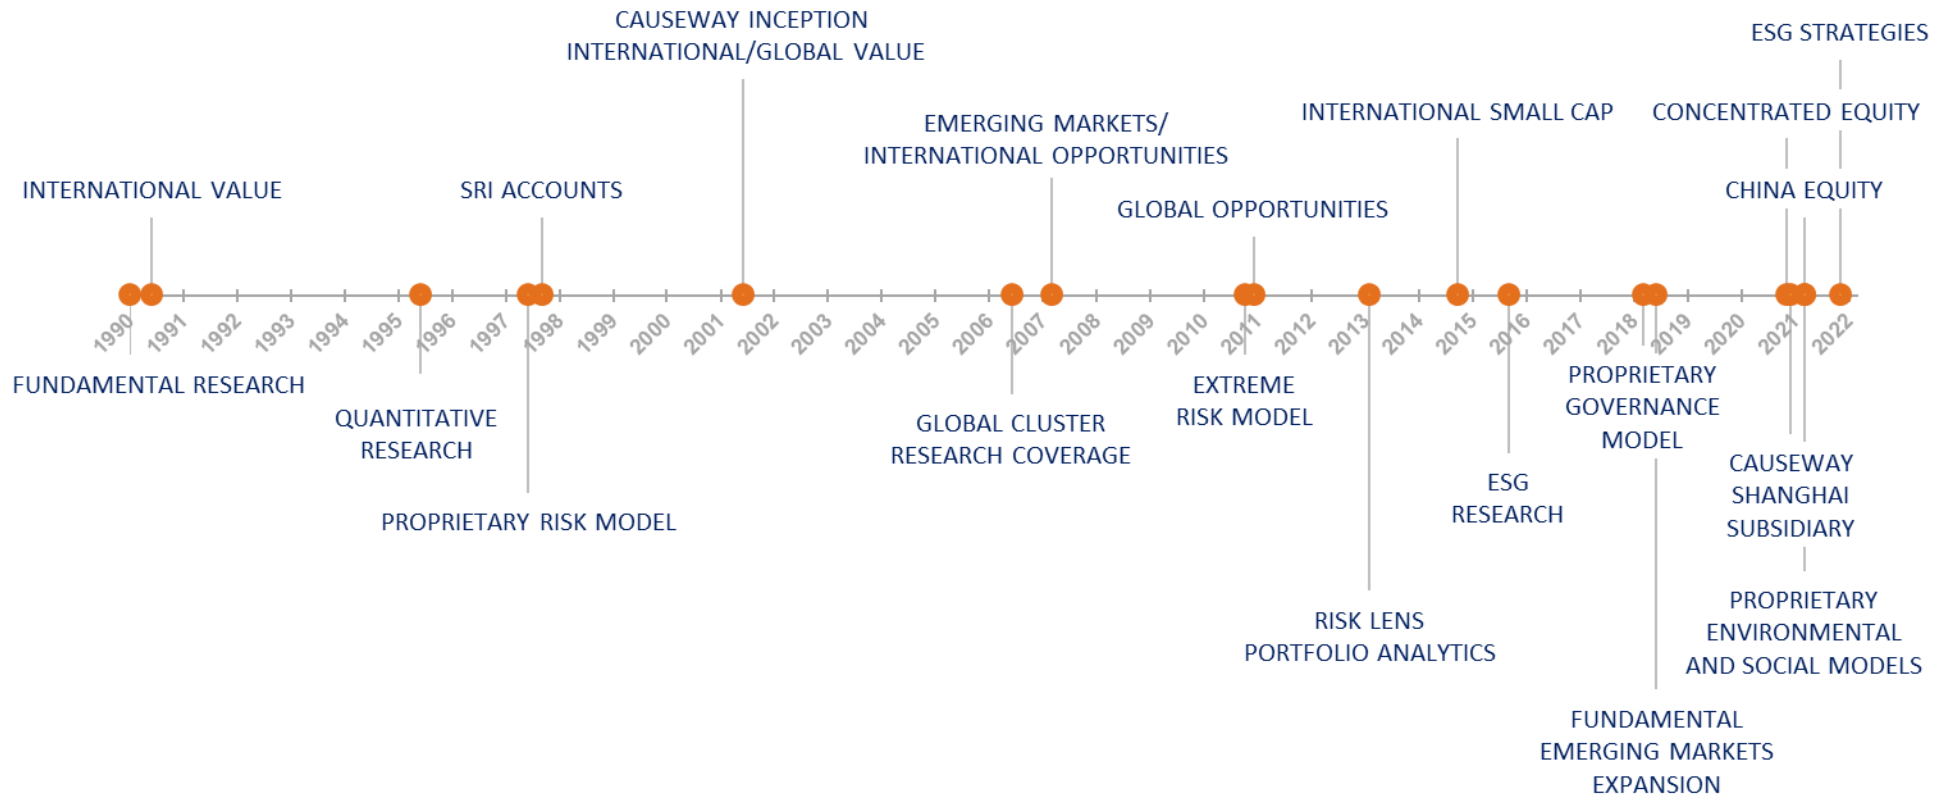 CAUSEWAY INCEPTION
INTERNATIONAL/GLOBAL VALUE
ESG STRATEGIES
EMERGING MARKETS/
INTERNATIONAL OPPORTUNITIES
INTERNATIONAL SMALL CAP
CONCENTRATED EQUITY
INTERNATIONAL VALUE
SRI ACCOUNTS
GLOBAL OPPORTUNITIES
CHINA EQUITY
1990
1991
1992
1993
1994
1995
1996
1997
1998
1999
2000
2001
2002
2003
2004
2005
2006
2007
2008
2009
2010
2011
2012
2013
2014
2015
2016
2017
2018
2019
2020
2021
2022
FUNDAMENTAL RESEARCH
QUANTITATIVE
RESEARCH
PROPRIETARY RISK MODEL
GLOBAL CLUSTER
RESEARCH COVERAGE
EXTREME
RISK MODEL
RISK LENS
PORTFOLIO ANALYTICS
ESG
RESEARCH
PROPRIETARY
GOVERNANCE
MODEL
FUNDAMENTAL
EMERGING MARKETS
EXPANSION
CAUSEWAY
SHANGHAI
SUBSIDIARY
PROPRIETARY
ENVIRONMENTAL
AND SOCIAL MODELS